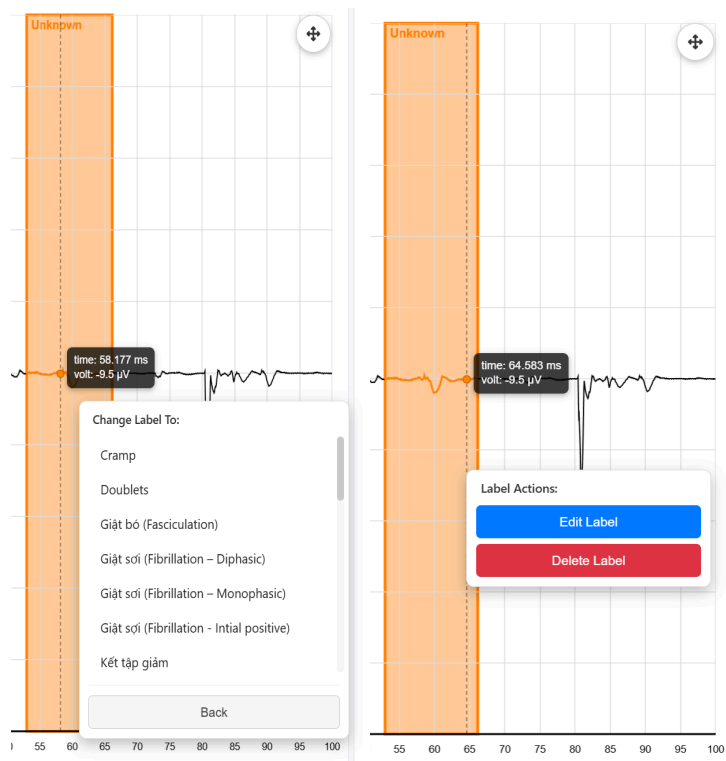 Unknown
time: 58.177 ms
volt: -9.5 µV
Change Label To:
Cramp
Doublets
Giật bó (Fasciculation)
Giật sợi (Fibrillation – Diphasic)
Giật sợi (Fibrillation – Monophasic)
Giật sợi (Fibrillation - Intial positive)
Kết tập giảm
Back
55 60 65 70 75 80 85 90 95 100
Unknown
time: 64.583 ms
volt: -9.5 µV
Label Actions:
Edit Label
Delete Label
55 60 65 70 75 80 85 90 95 100